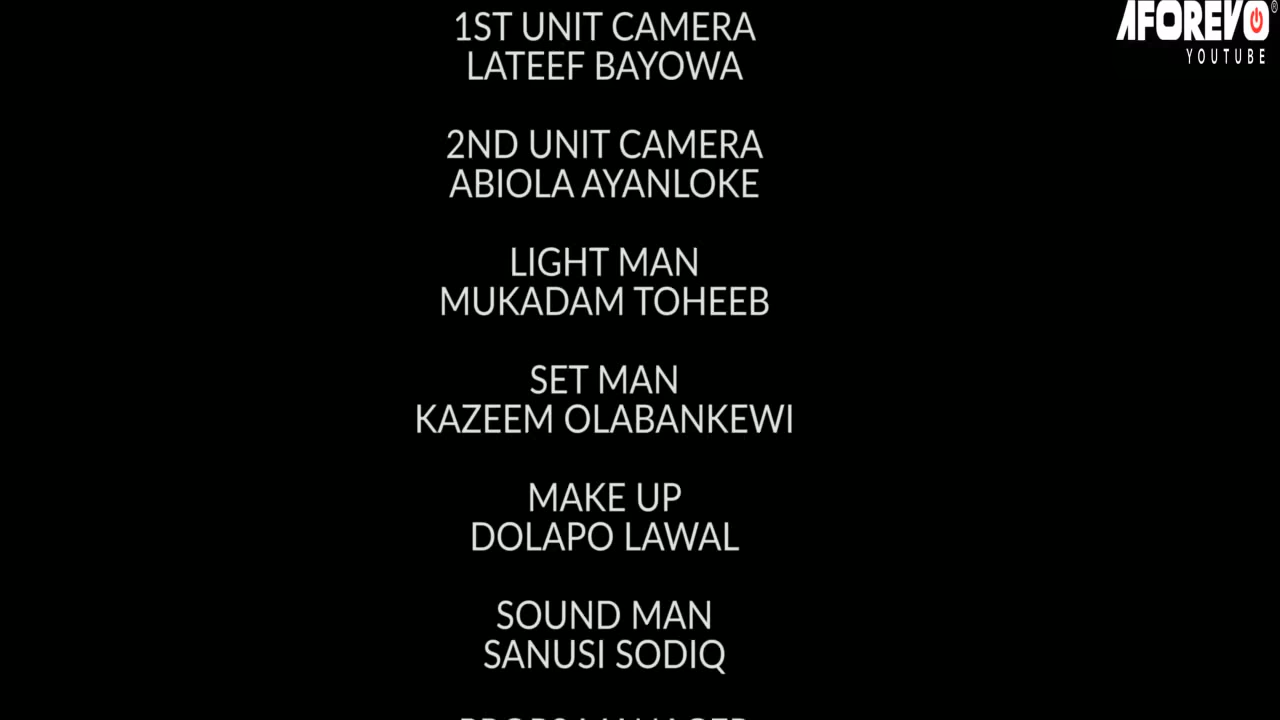 AFOREVO®
YOUTUBE
1ST UNIT CAMERA
LATEEF BAYOWA
2ND UNIT CAMERA
ABIOLA AYANLOKE
LIGHT MAN
MUKADAM TOHEEB
SET MAN
KAZEEM OLABANKEWI
MAKE UP
DOLAPO LAWAL
SOUND MAN
SANUSI SODIQ